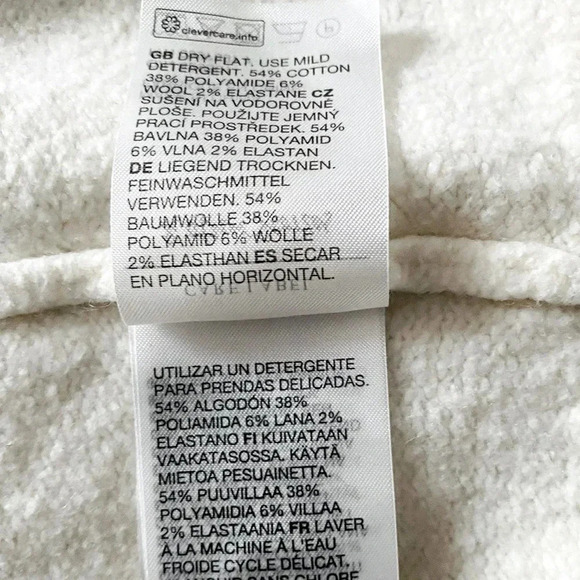 clevercare.info
GB DRY FLAT. USE MILD
DETERGENT. 54% COTTON
38% POLYAMIDE 6%
WOOL 2% ELASTANE CZ
SUŠENÍ NA VODOROVNÉ
PLOŠE. POUŽIJTE JEMNÝ
PRACÍ PROSTŘEDEK. 54%
BAVLNA 38% POLYAMID
6% VLNA 2% ELASTAN
DE LIEGEND TROCKNEN.
FEINWASCHMITTEL
VERWENDEN. 54%
BAUMWOLLE 38%
POLYAMID 6% WOLLE
2% ELASTHAN ES SECAR
EN PLANO HORIZONTAL.
CARE LABEL
UTILIZAR UN DETERGENTE
PARA PRENDAS DELICADAS.
54% ALGODÓN 38%
POLIAMIDA 6% LANA 2%
ELASTANO FI KUIVATAAN
VAAKATASOSSA. KÄYTÄ
MIETOA PESUAINETTA.
54% PUUVILLAA 38%
POLYAMIDIA 6% VILLAA
2% ELASTAANIA FR LAVER
À LA MACHINE À L'EAU
FROIDE CYCLE DÉLICAT.
SANS CHLORE